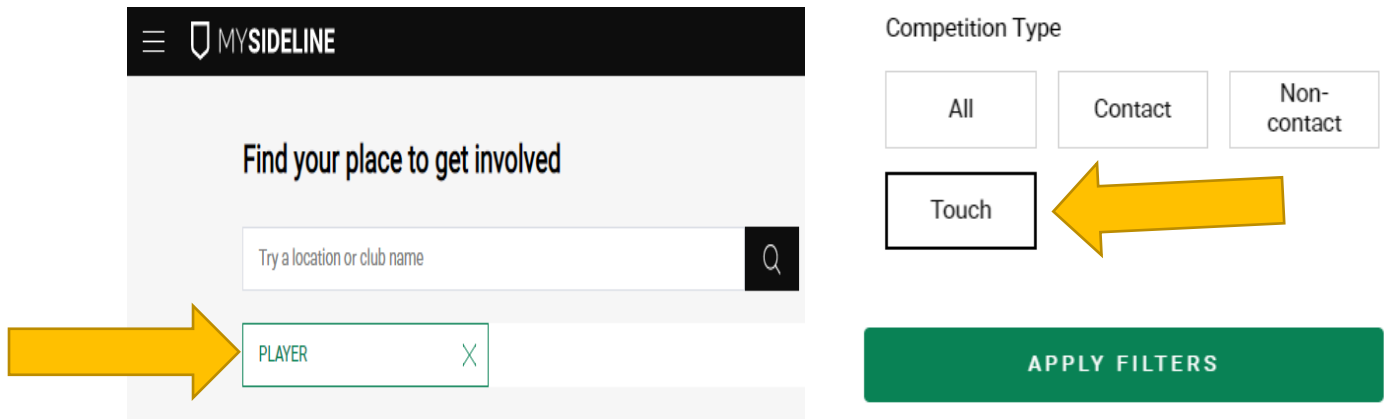 MYSIDELINE
Find your place to get involved
Try a location or club name
PLAYER
Competition Type
All
Contact
Non-
contact
Touch
APPLY FILTERS